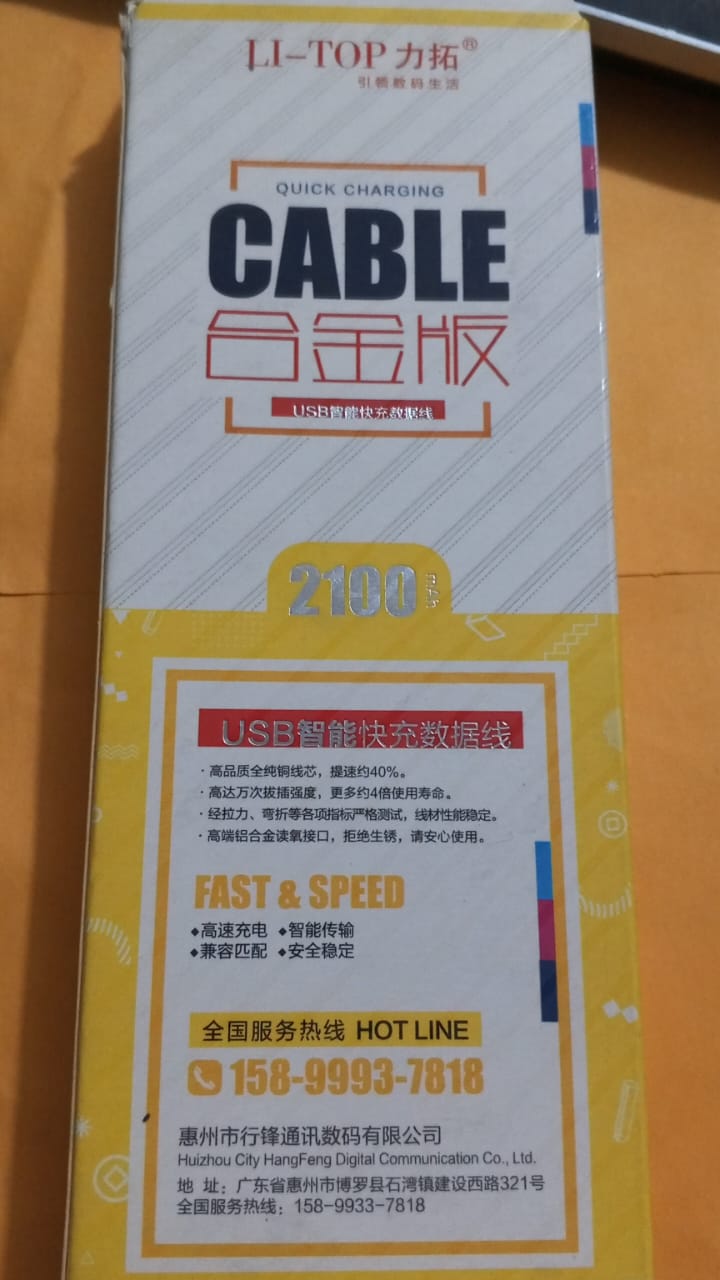 LI-TOP 力拓®
引领数码生活
QUICK CHARGING
CABLE
合金版
USB智能快充数据线
2100 mAh
USB智能快充数据线
·高品质全纯铜线芯，提速约40%。
·高达万次拔插强度，更多约4倍使用寿命。
·经拉力、弯折等各项指标严格测试，线材性能稳定。
·高端铝合金读氧接口，拒绝生锈，请安心使用。
FAST & SPEED
◆高速充电 ◆智能传输
◆兼容匹配 ◆安全稳定
全国服务热线 HOT LINE
158-9993-7818
惠州市行锋通讯数码有限公司
Huizhou City HangFeng Digital Communication Co., Ltd.
地 址：广东省惠州市博罗县石湾镇建设西路321号
全国服务热线：158-9933-7818